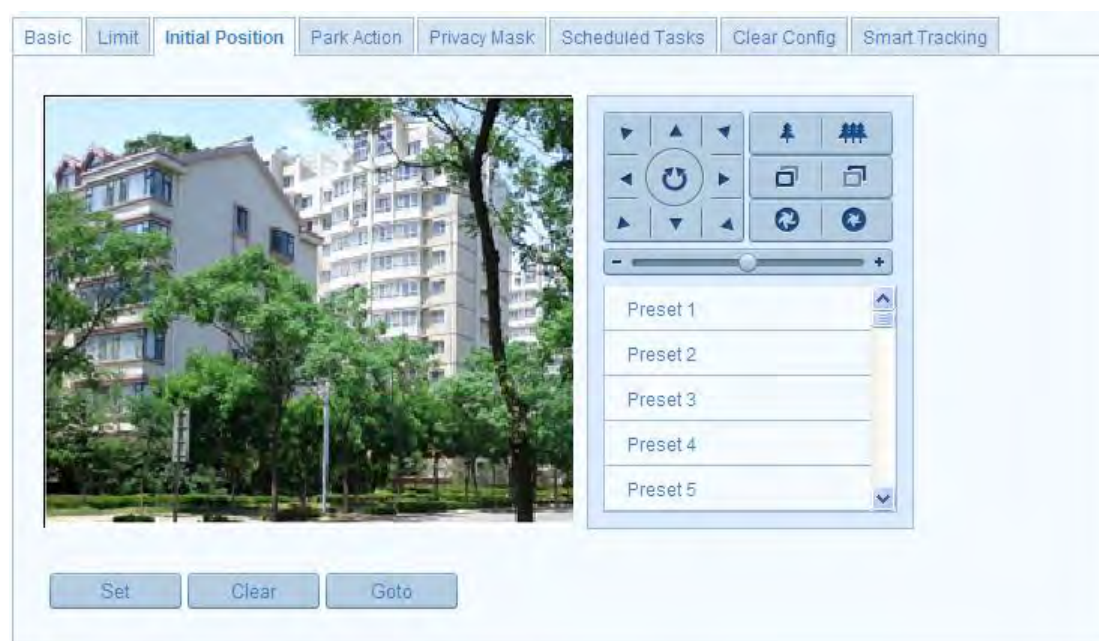 Basic Limit Initial Position Park Action Privacy Mask Scheduled Tasks Clear Config Smart Tracking
- +
Preset 1
Preset 2
Preset 3
Preset 4
Preset 5
Set Clear Goto